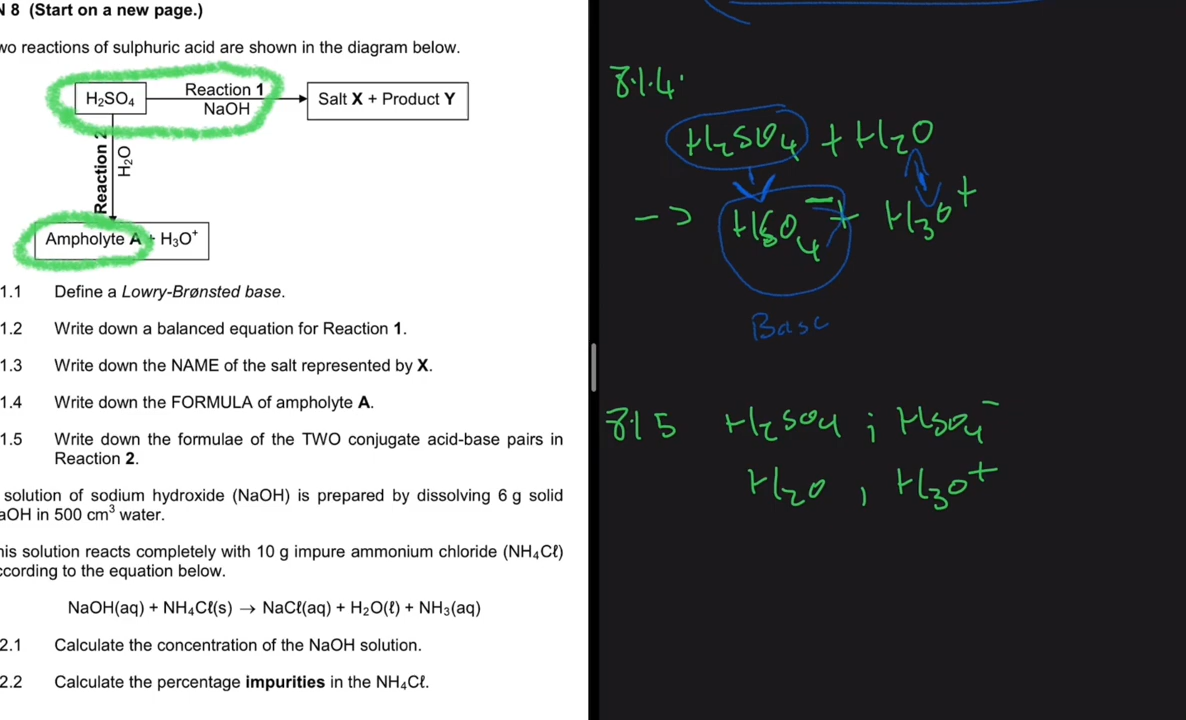 N 8 (Start on a new page.)
wo reactions of sulphuric acid are shown in the diagram below.
H₂SO₄
Reaction 1
NaOH
Salt X + Product Y
Reaction 2
H₂O
Ampholyte A + H₃O⁺
1.1 Define a Lowry-Brønsted base.
1.2 Write down a balanced equation for Reaction 1.
1.3 Write down the NAME of the salt represented by X.
1.4 Write down the FORMULA of ampholyte A.
1.5 Write down the formulae of the TWO conjugate acid-base pairs in
Reaction 2.
solution of sodium hydroxide (NaOH) is prepared by dissolving 6 g solid
aOH in 500 cm³ water.
his solution reacts completely with 10 g impure ammonium chloride (NH₄Cℓ)
ccording to the equation below.
NaOH(aq) + NH₄Cℓ(s) → NaCℓ(aq) + H₂O(ℓ) + NH₃(aq)
2.1 Calculate the concentration of the NaOH solution.
2.2 Calculate the percentage impurities in the NH₄Cℓ.
8.1.4.
H₂SO₄ + H₂O
-> HSO₄⁻ + H₃O⁺
Base
8.1.5 H₂SO₄ ; HSO₄⁻
H₂O , H₃O⁺